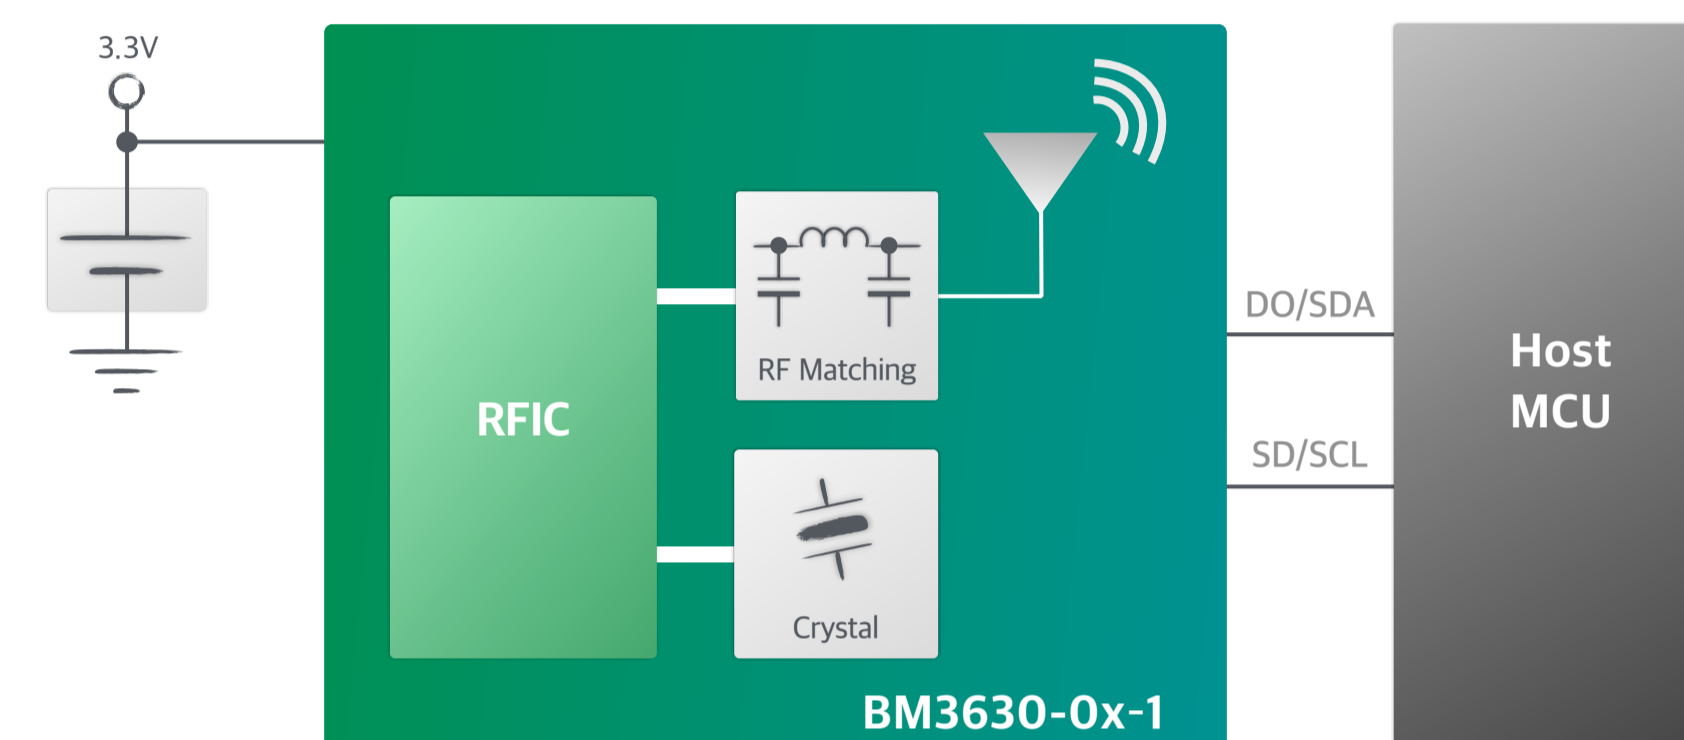 3.3V
RF Matching
DO/SDA
RFIC
Host
MCU
SD/SCL
Crystal
BM3630-0x-1